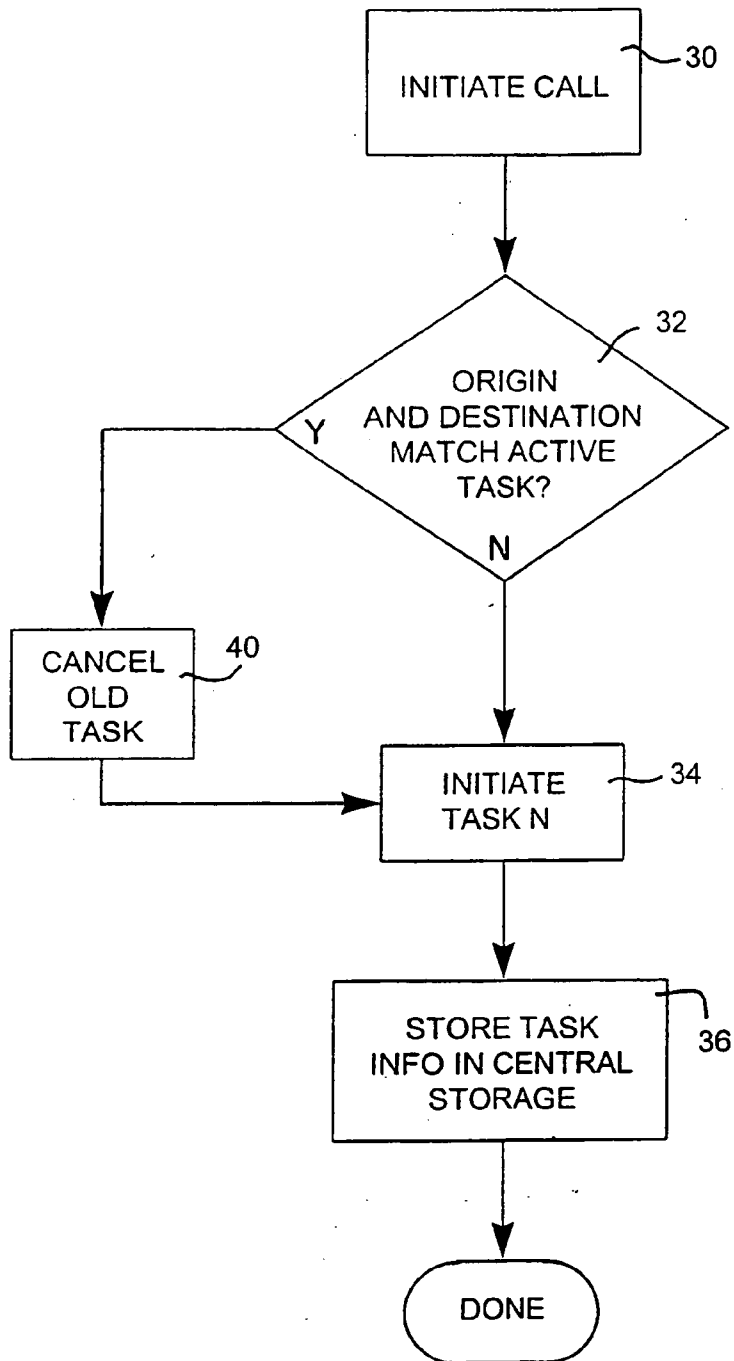 INITIATE CALL
30
32
ORIGIN
AND DESTINATION
MATCH ACTIVE
TASK?
Y
N
CANCEL
OLD
TASK
40
INITIATE
TASK N
34
STORE TASK
INFO IN CENTRAL
STORAGE
36
DONE